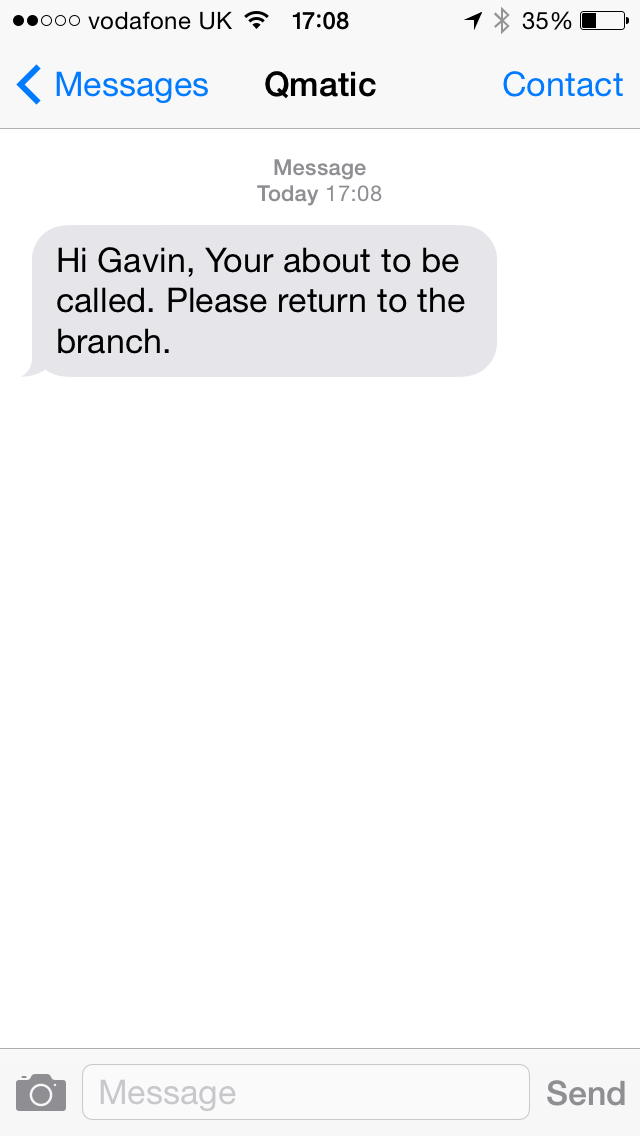 vodafone UK 17:08 35%
Messages Qmatic Contact
Message
Today 17:08
Hi Gavin, Your about to be
called. Please return to the
branch.
Message Send